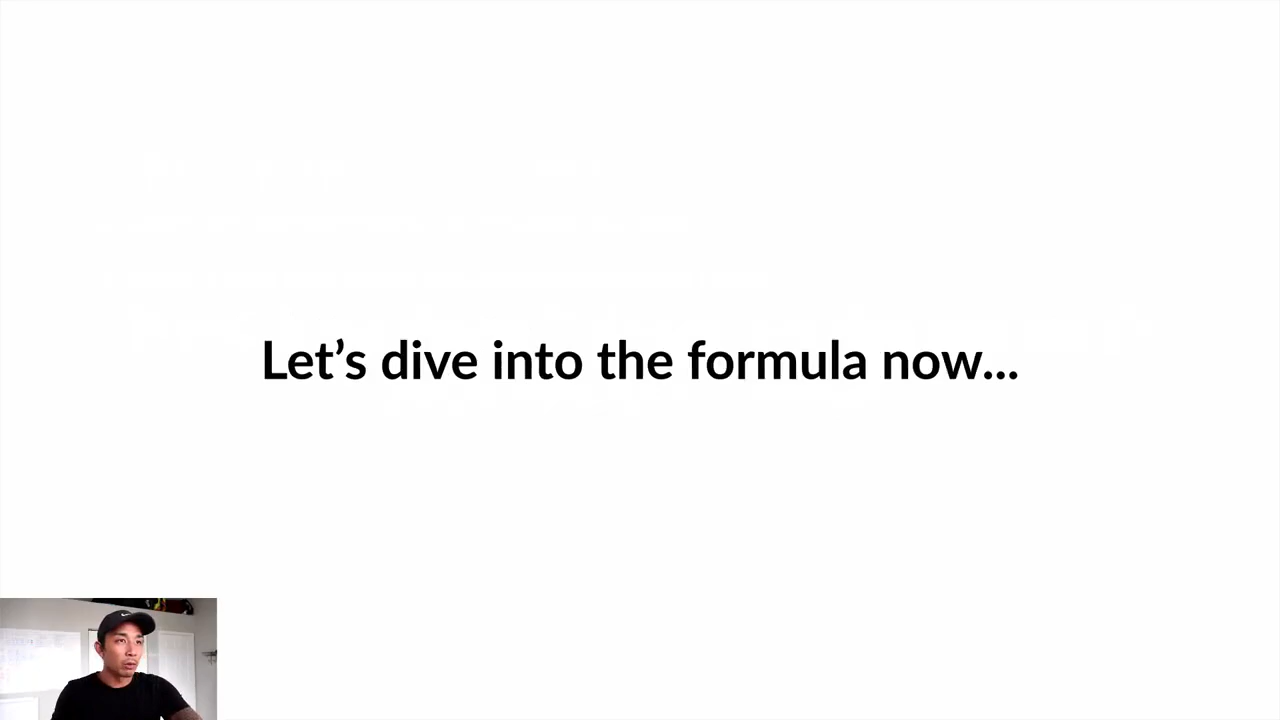 Let’s dive into the formula now...